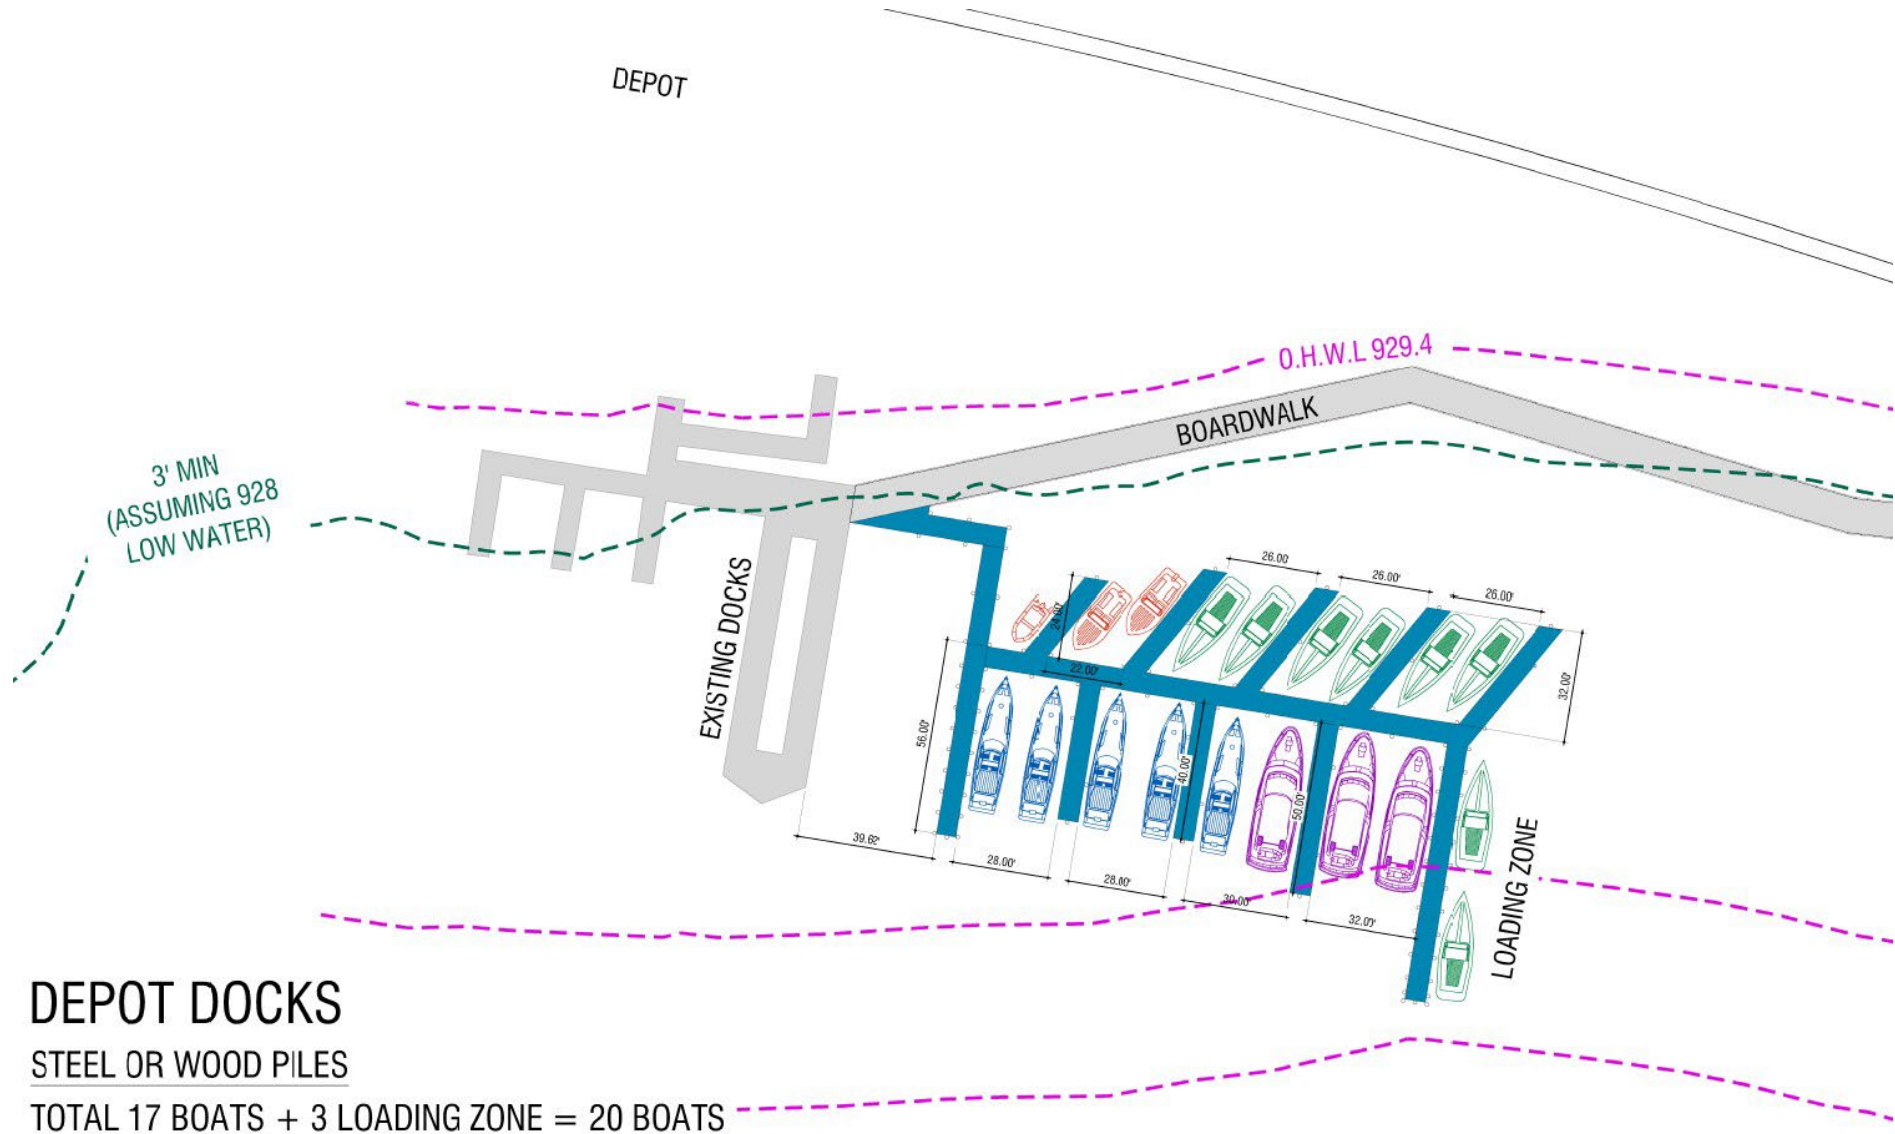 DEPOT
O.H.W.L 929.4
BOARDWALK
3' MIN
(ASSUMING 928
LOW WATER)
EXISTING DOCKS
26.00'
26.00'
26.00'
24.00'
22.00'
32.00'
56.00'
40.00'
50.00'
39.62'
28.00'
28.00'
30.00'
32.00'
LOADING ZONE
DEPOT DOCKS
STEEL OR WOOD PILES
TOTAL 17 BOATS + 3 LOADING ZONE = 20 BOATS